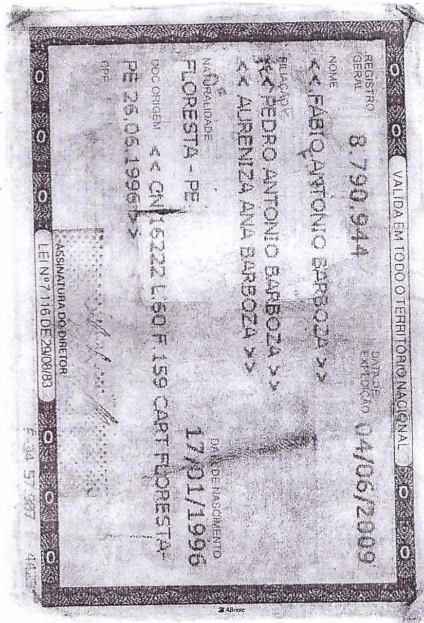 VALIDA EM TODO O TERRITÓRIO NACIONAL
REGISTRO GERAL 8.790.944 DATA DE EXPEDIÇÃO 04/06/2009
NOME
<< FABIO ANTONIO BARBOZA >>
FILIAÇÃO
<< PEDRO ANTONIO BARBOZA >>
<< AURENIZA ANA BARBOZA >>
NATURALIDADE DATA DE NASCIMENTO
FLORESTA - PE 17/01/1996
DOC ORIGEM << CN 16222 L.60 F 159 CART FLORESTA-
PE 26.06.1996 >>
CPF
ASSINATURA DO DIRETOR
LEI Nº 7.116 DE 29/08/83